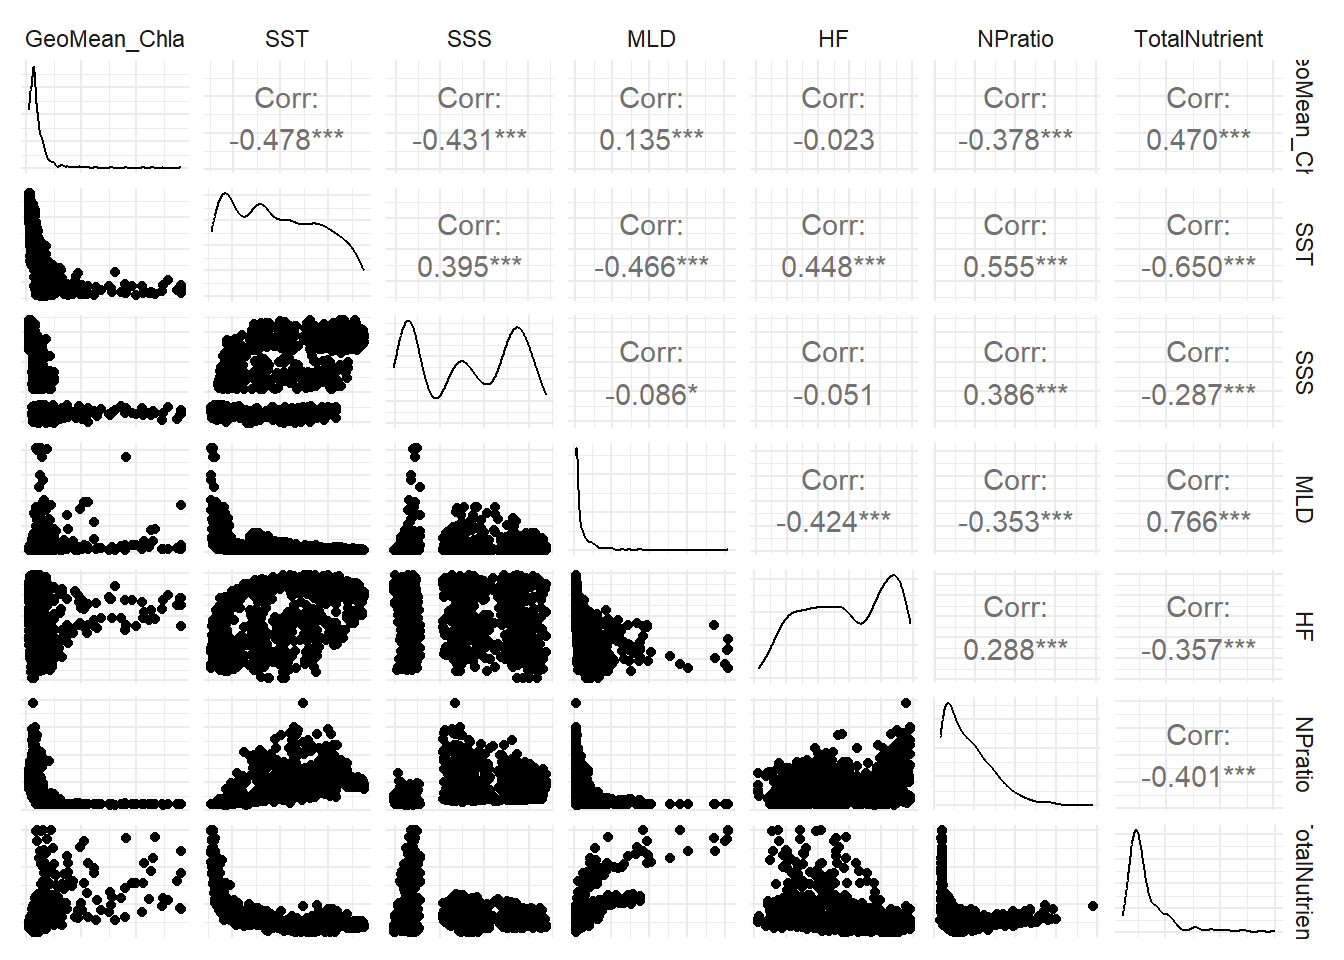 GeoMean_Chla SST SSS MLD HF NPratio TotalNutrient
Corr: Corr: Corr: Corr: Corr: Corr:
-0.478*** -0.431*** 0.135*** -0.023 -0.378*** 0.470***
eoMean_Ch
Corr: Corr: Corr: Corr: Corr:
0.395*** -0.466*** 0.448*** 0.555*** -0.650***
SST
Corr: Corr: Corr: Corr:
-0.086* -0.051 0.386*** -0.287***
SSS
Corr: Corr: Corr:
-0.424*** -0.353*** 0.766***
MLD
Corr: Corr:
0.288*** -0.357***
HF
Corr:
-0.401***
NPratio
TotalNutrien